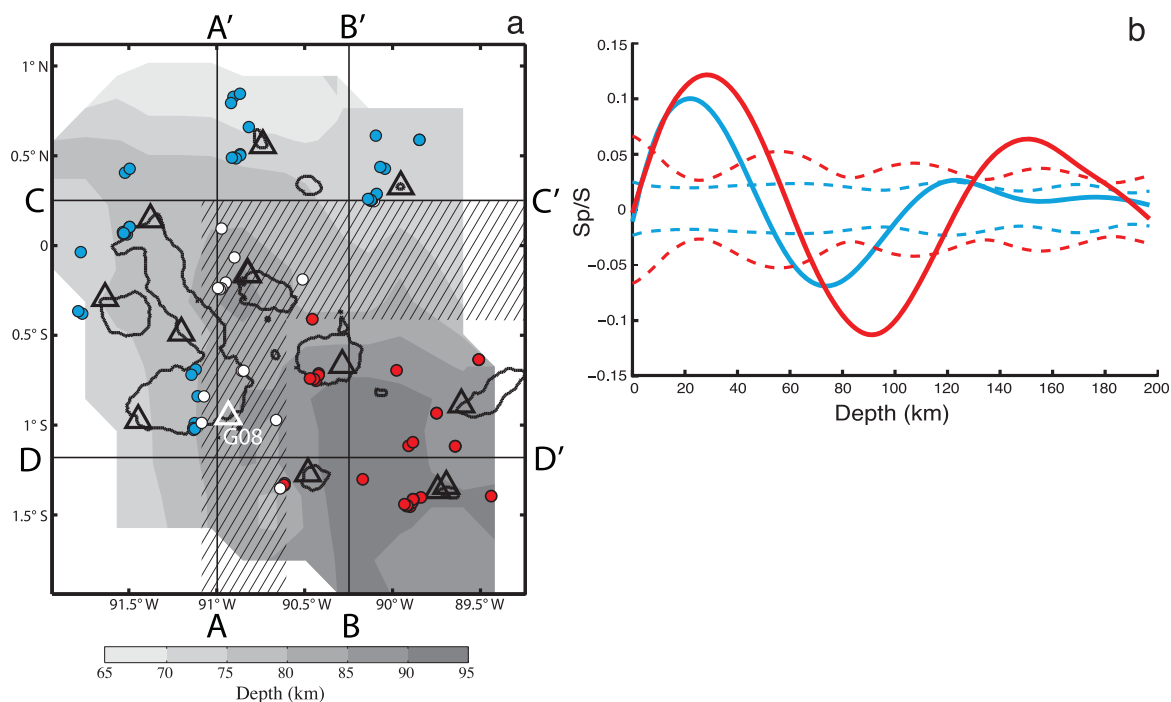 A’ B’ a
1° N
0.5° N
C C’
0
0.5° S
1° S
G08
D D’
1.5° S
91.5° W 91° W 90.5° W 90° W 89.5° W
A B
65 70 75 80 85 90 95
Depth (km)
b
0.15
0.1
0.05
0
−0.05
−0.1
−0.15
Sp/S
0 20 40 60 80 100 120 140 160 180 200
Depth (km)